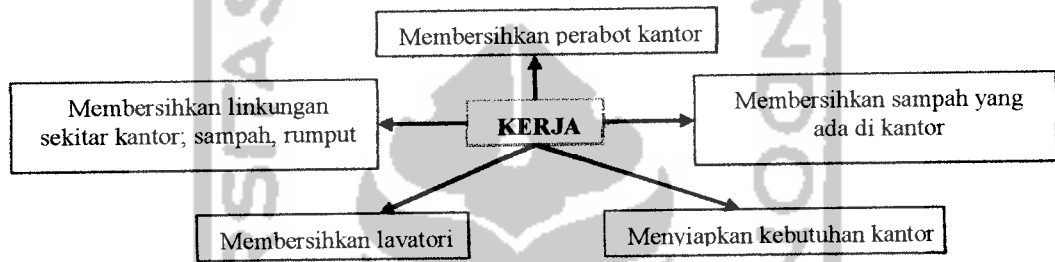 Membersihkan perabot kantor
Membersihkan linkungan
sekitar kantor; sampah, rumput
KERJA
Membersihkan sampah yang
ada di kantor
Membersihkan lavatori
Menyiapkan kebutuhan kantor